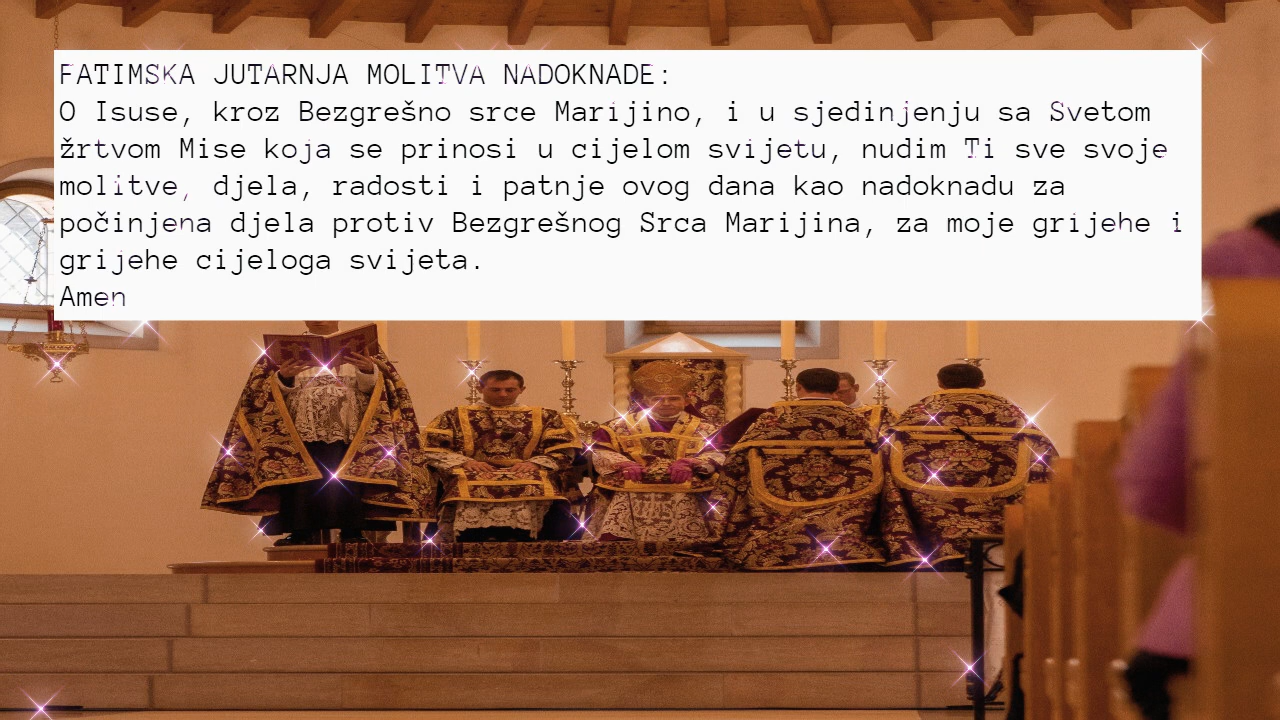 FATIMSKA JUTARNJA MOLITVA NADOKNADE:
O Isuse, kroz Bezgrešno srce Marijino, i u sjedinjenju sa Svetom
žrtvom Mise koja se prinosi u cijelom svijetu, nudim Ti sve svoje
molitve, djela, radosti i patnje ovog dana kao nadoknadu za
počinjena djela protiv Bezgrešnog Srca Marijina, za moje grijehe i
grijehe cijeloga svijeta.
Amen